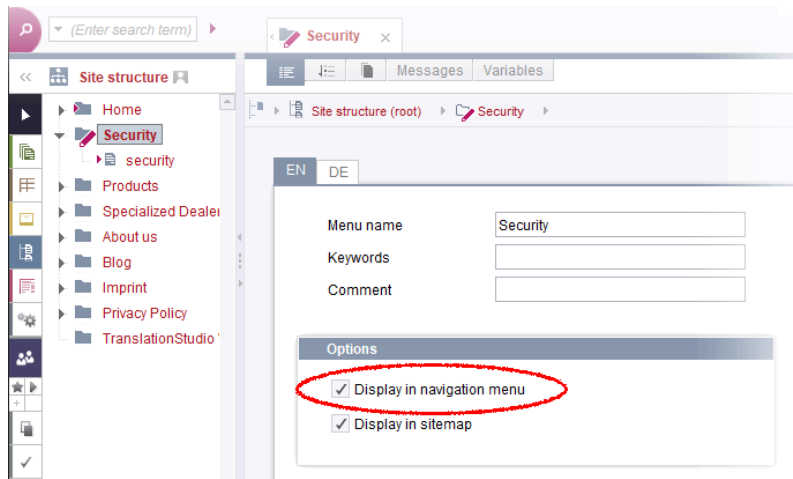 (Enter search term)
Security
Site structure
Messages
Variables
Site structure (root)
Security
Home
Security
security
Products
Specialized Dealer
About us
Blog
Imprint
Privacy Policy
TranslationStudio
EN
DE
Menu name
Security
Keywords
Comment
Options
Display in navigation menu
Display in sitemap